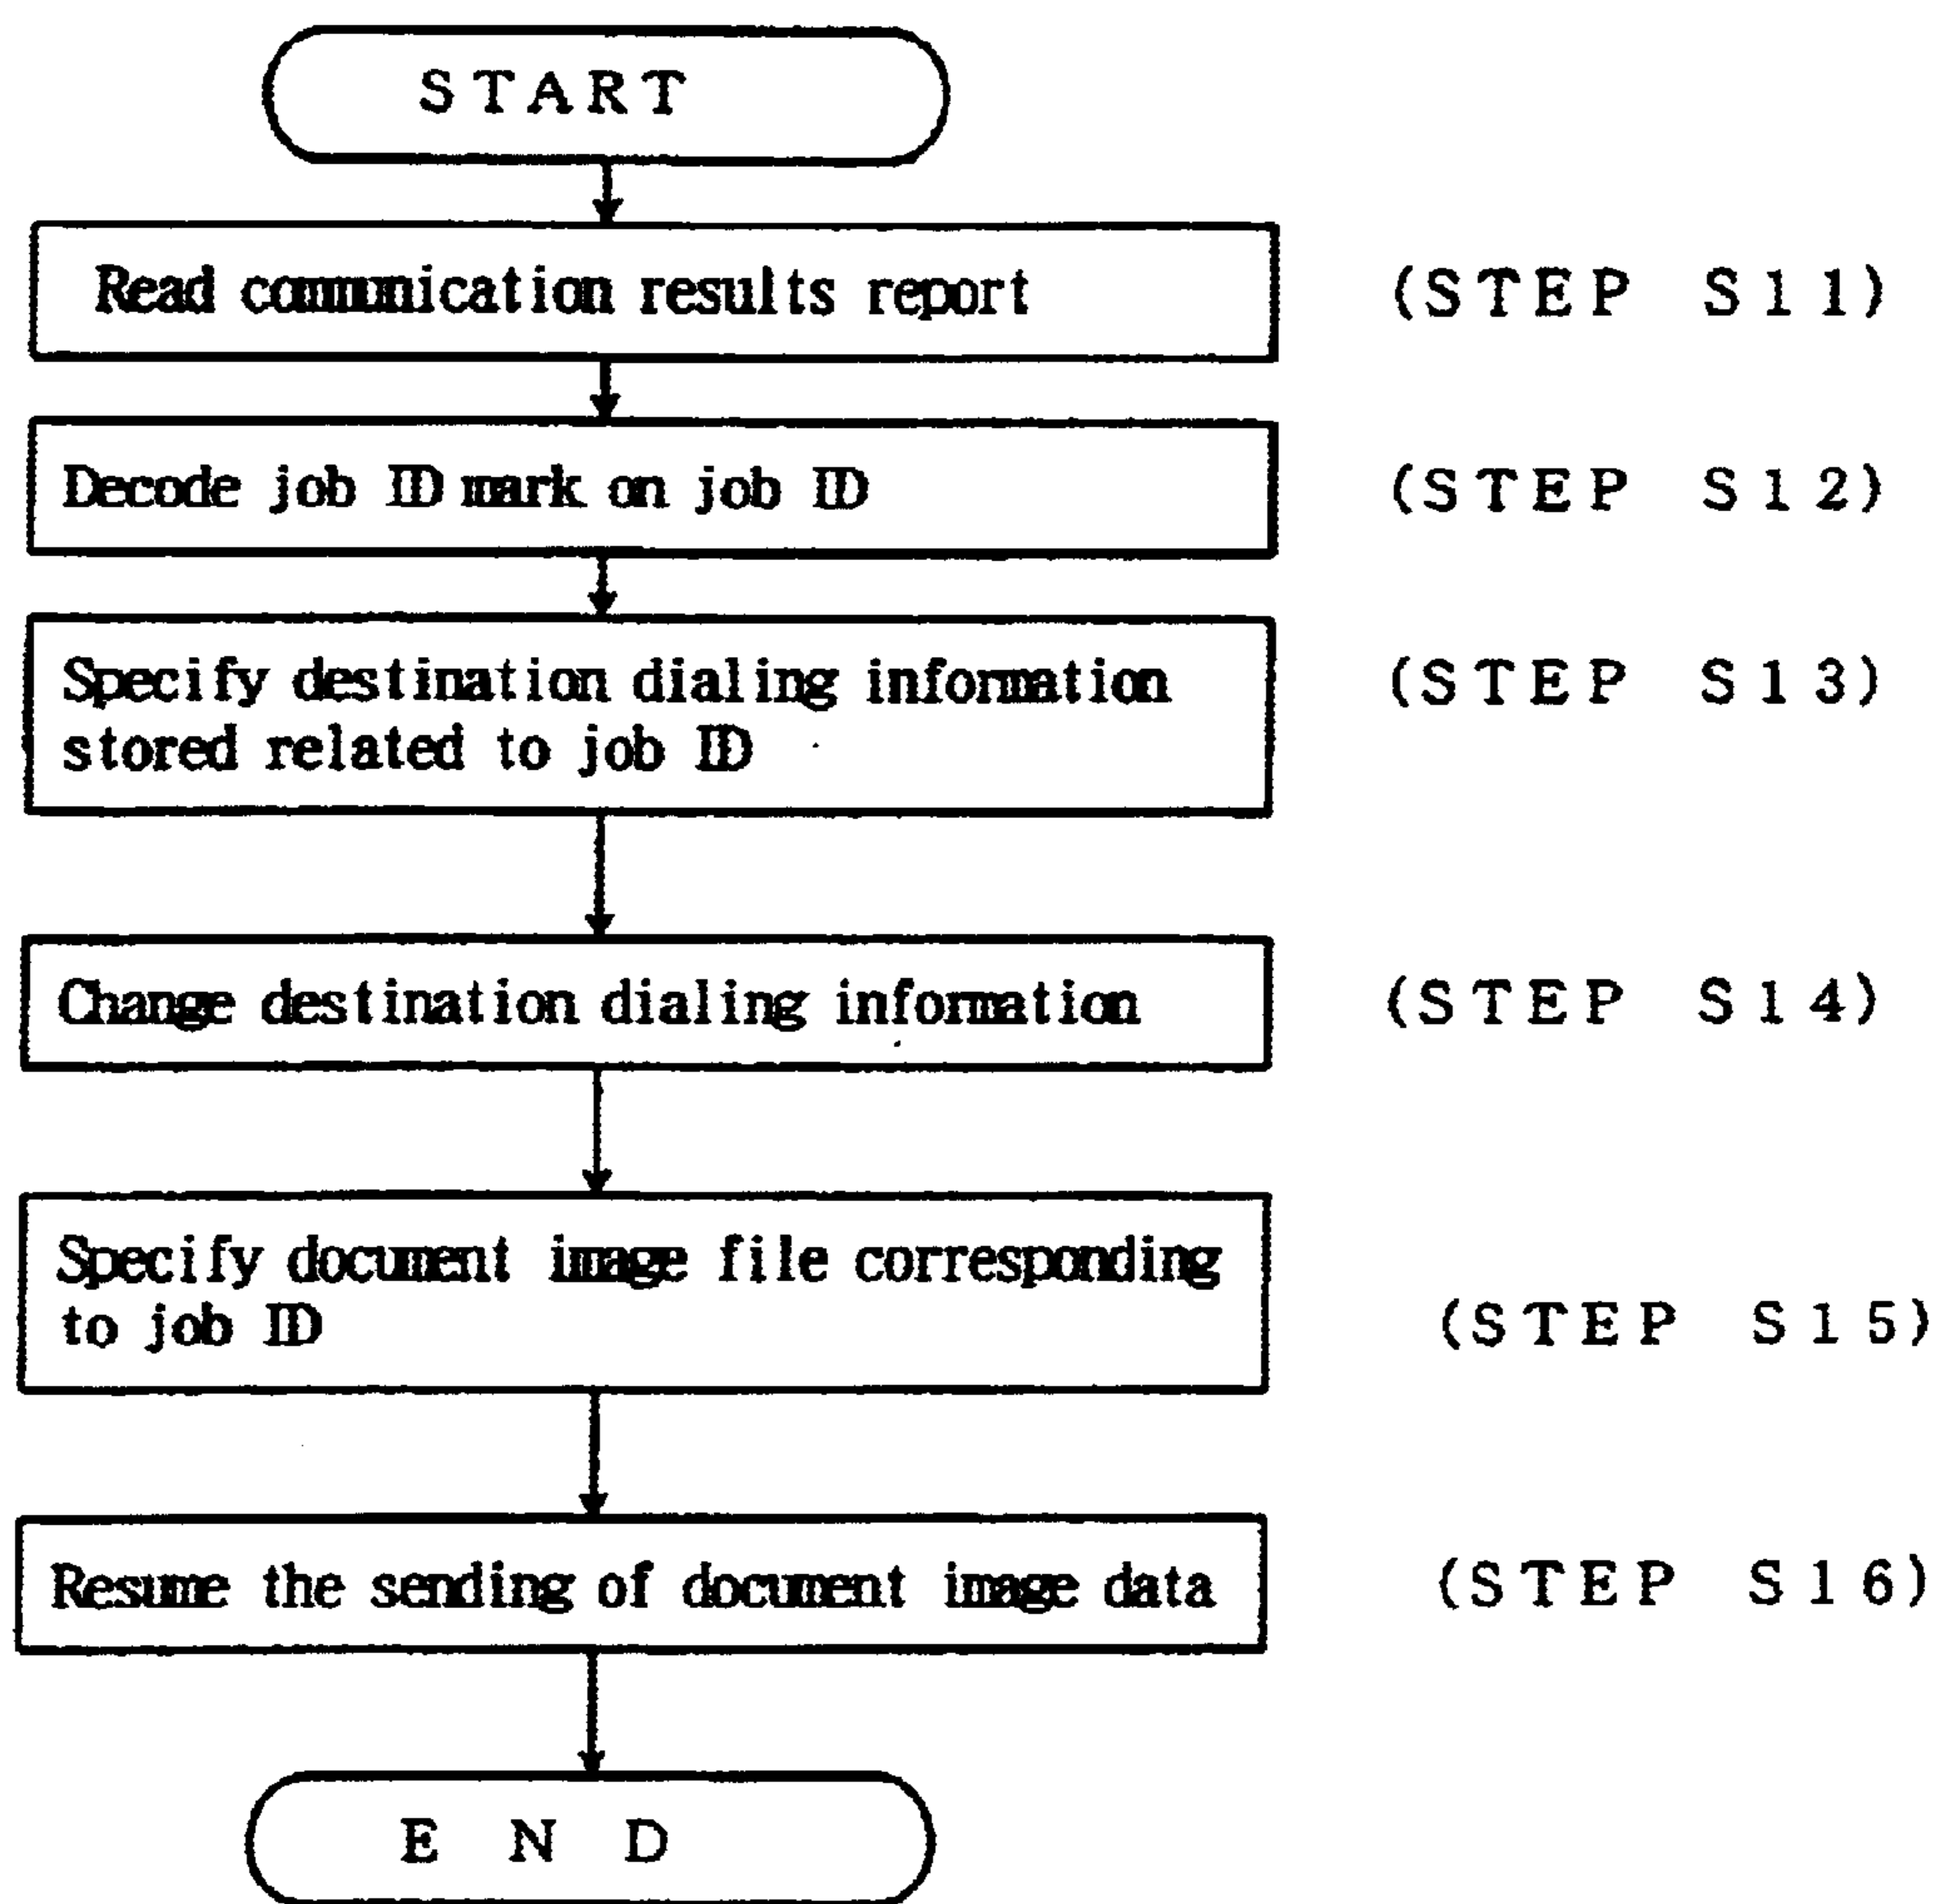 START
Read communication results report (STEP S11)
Decode job ID mark on job ID (STEP S12)
Specify destination dialing information (STEP S13)
stored related to job ID
Change destination dialing information (STEP S14)
Specify document image file corresponding
to job ID (STEP S15)
Resume the sending of document image data (STEP S16)
END